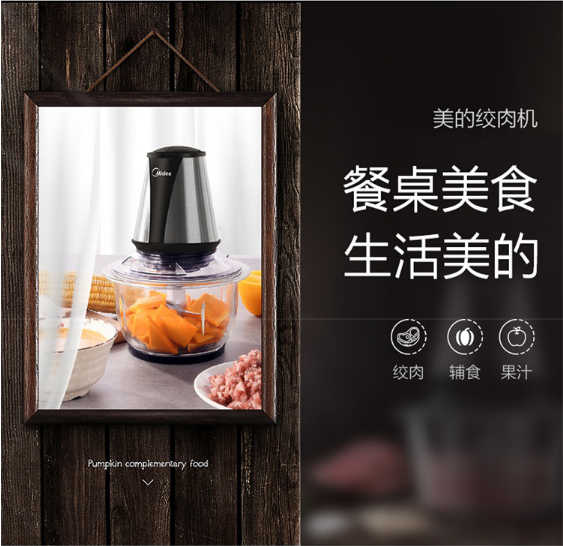 Midea
Pumpkin complementary food
美的绞肉机
餐桌美食
生活美的
绞肉 辅食 果汁